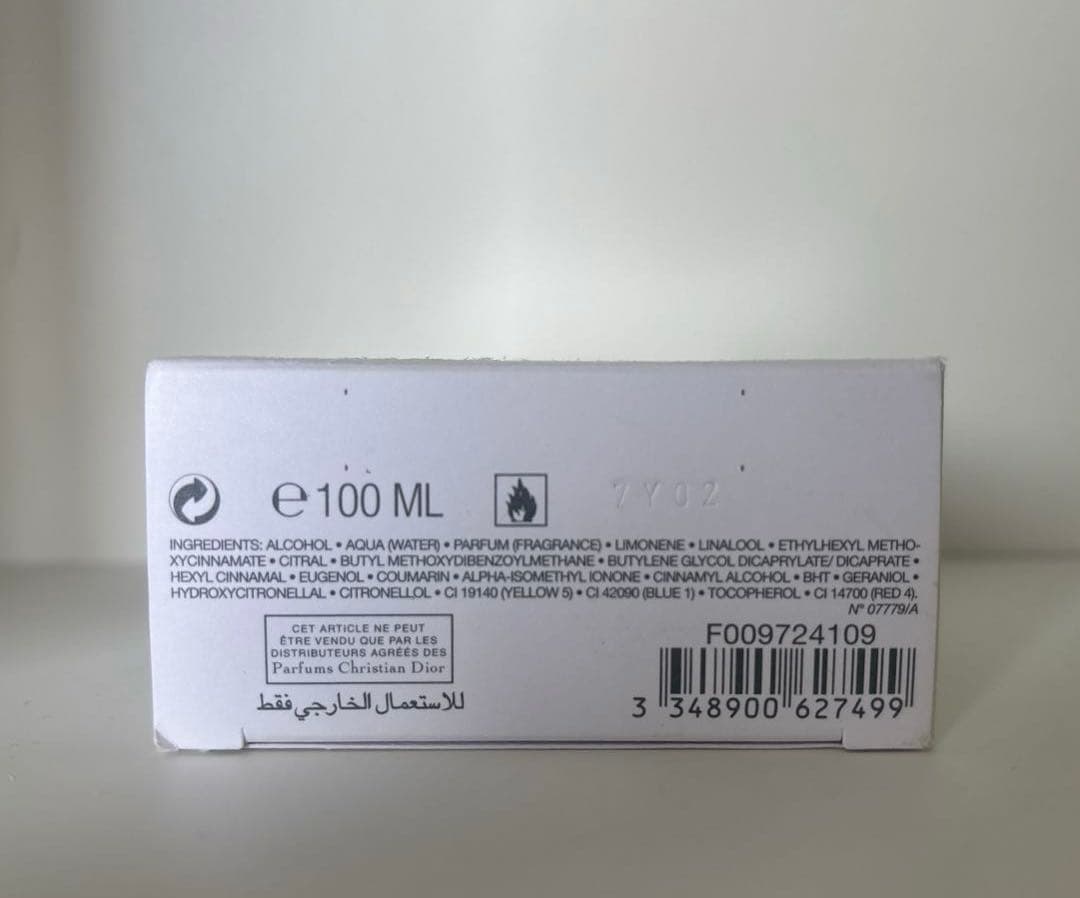 ℮ 100 ML
7Y02
INGREDIENTS: ALCOHOL • AQUA (WATER) • PARFUM (FRAGRANCE) • LIMONENE • LINALOOL • ETHYLHEXYL METHO-
XYCINNAMATE • CITRAL • BUTYL METHOXYDIBENZOYLMETHANE • BUTYLENE GLYCOL DICAPRYLATE/ DICAPRATE •
HEXYL CINNAMAL • EUGENOL • COUMARIN • ALPHA-ISOMETHYL IONONE • CINNAMYL ALCOHOL • BHT • GERANIOL •
HYDROXYCITRONELLAL • CITRONELLOL • CI 19140 (YELLOW 5) • CI 42090 (BLUE 1) • TOCOPHEROL • CI 14700 (RED 4).
N° 07779/A
CET ARTICLE NE PEUT
ÊTRE VENDU QUE PAR LES
DISTRIBUTEURS AGRÉÉS DES
Parfums Christian Dior
للاستعمال الخارجي فقط
F009724109
3 348900 627499